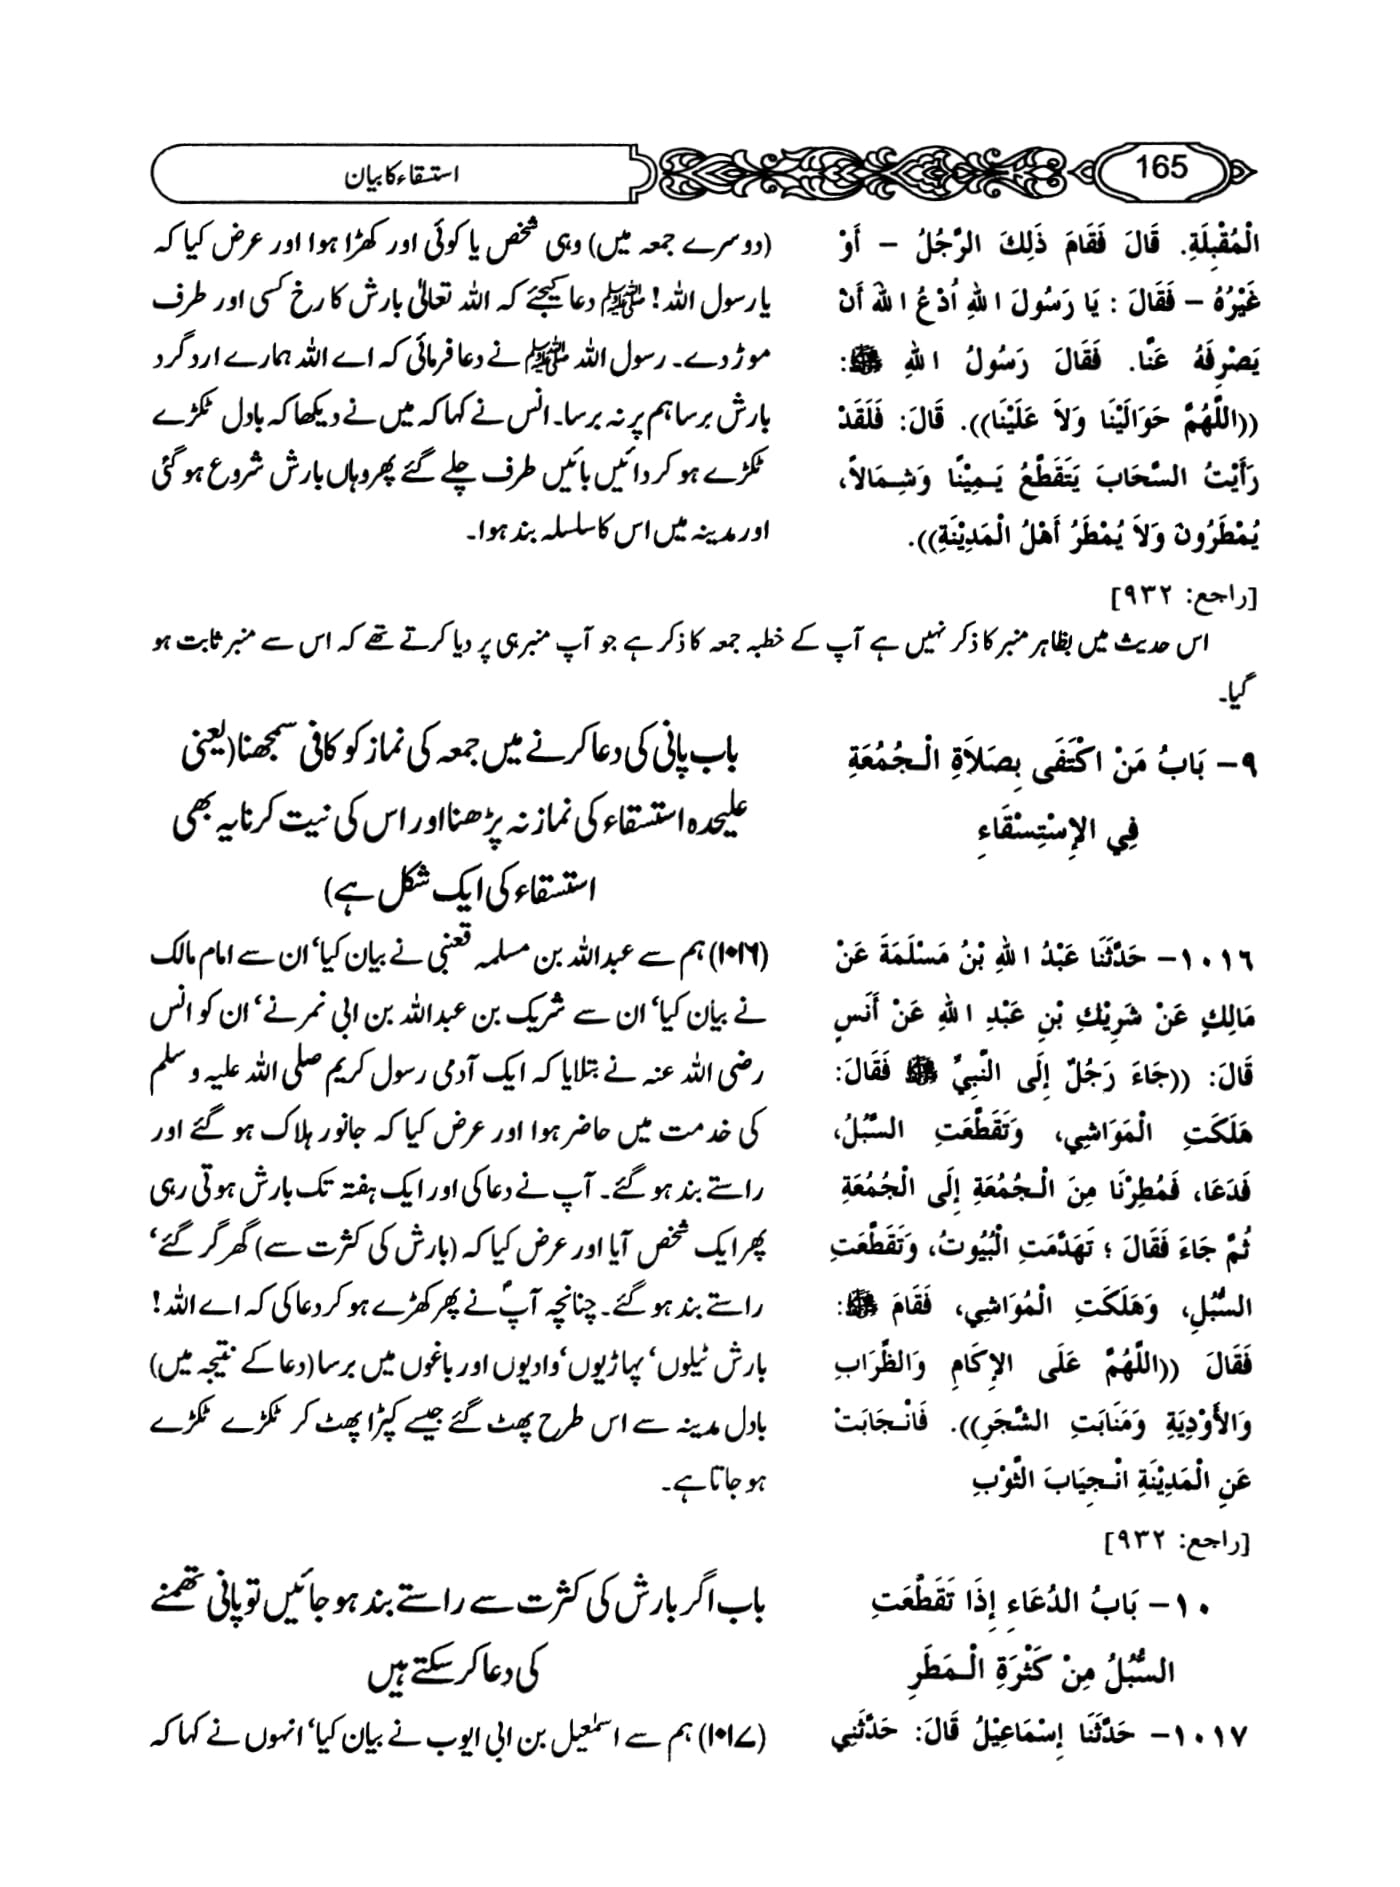 165
استسقاء کا بیان
الْمُقْبِلَةِ. قَالَ فَقَامَ ذَلِكَ الرَّجُلُ – أَوْ
غَيْرُهُ – فَقَالَ : يَا رَسُولَ اللهِ اُدْعُ اللهَ أَنْ
يَصْرِفَهُ عَنَّا. فَقَالَ رَسُولُ اللهِ ﷺ:
((اللَّهُمَّ حَوَالَيْنَا وَلاَ عَلَيْنَا)). قَالَ: فَلَقَدْ
رَأَيْتُ السَّحَابَ يَتَقَطَّعُ يَمِيْنًا وَشِمَالاً،
يُمْطَرُونَ وَلاَ يُمْطَرُ أَهْلُ الْمَدِيْنَةِ)).
[راجع: ٩٣٢]
(دوسرے جمعہ میں) وہی شخص یا کوئی اور کھڑا ہوا اور عرض کیا کہ
یا رسول اللہ! ﷺ دعا کیجئے کہ اللہ تعالیٰ بارش کا رخ کسی اور طرف
موڑ دے۔ رسول اللہ ﷺ نے دعا فرمائی کہ اے اللہ ہمارے ارد گرد
بارش برسا ہم پر نہ برسا۔ انس نے کہا کہ میں نے دیکھا کہ بادل ٹکڑے
ٹکڑے ہو کر دائیں بائیں طرف چلے گئے پھر وہاں بارش شروع ہو گئی
اور مدینہ میں اس کا سلسلہ بند ہوا۔
اس حدیث میں بظاہر منبر کا ذکر نہیں ہے آپ کے خطبہ جمعہ کا ذکر ہے جو آپ منبر ہی پر دیا کرتے تھے کہ اس سے منبر ثابت ہو
گیا۔
٩– بَابُ مَنْ اكْتَفَى بِصَلاَةِ الْجُمُعَةِ
فِي الإِسْتِسْقَاءِ
باب پانی کی دعا کرنے میں جمعہ کی نماز کو کافی سمجھنا (یعنی
علیحدہ استسقاء کی نماز نہ پڑھنا اور اس کی نیت کرنا یہ بھی
استسقاء کی ایک شکل ہے)
١٠١٦– حَدَّثَنَا عَبْدُ اللهِ بْنُ مَسْلَمَةَ عَنْ
مَالِكٍ عَنْ شَرِيْكِ بْنِ عَبْدِ اللهِ عَنْ أَنَسٍ
قَالَ: ((جَاءَ رَجُلٌ إِلَى النَّبِيِّ ﷺ فَقَالَ:
هَلَكَتِ الْمَوَاشِي، وَتَقَطَّعَتِ السُّبُلُ،
فَدَعَا، فَمُطِرْنَا مِنَ الْجُمُعَةِ إِلَى الْجُمُعَةِ
ثُمَّ جَاءَ فَقَالَ ؛ تَهَدَّمَتِ الْبُيُوتُ، وَتَقَطَّعَتِ
السُّبُلِ، وَهَلَكَتِ الْمُوَاشِي، فَقَامَ ﷺ:
فَقَالَ ((اللَّهُمَّ عَلَى الإِكَامِ وَالظِّرَابِ
وَالأَوْدِيَةِ وَمَنَابَتِ الشَّجَرِ)). فَانْجَابَتْ
عَنِ الْمَدِيْنَةِ انْجِيَابَ الثَّوْبِ
[راجع: ٩٣٢]
(۱۰۱۶) ہم سے عبداللہ بن مسلمہ قعنبی نے بیان کیا‘ ان سے امام مالک
نے بیان کیا‘ ان سے شریک بن عبداللہ بن ابی نمر نے‘ ان کو انس
رضی اللہ عنہ نے بتلایا کہ ایک آدمی رسول کریم صلی اللہ علیہ و سلم
کی خدمت میں حاضر ہوا اور عرض کیا کہ جانور ہلاک ہو گئے اور
راستے بند ہو گئے۔ آپ نے دعا کی اور ایک ہفتہ تک بارش ہوتی رہی
پھر ایک شخص آیا اور عرض کیا کہ (بارش کی کثرت سے) گھر گر گئے‘
راستے بند ہو گئے۔ چنانچہ آپؐ نے پھر کھڑے ہو کر دعا کی کہ اے اللہ!
بارش ٹیلوں‘ پہاڑیوں‘ وادیوں اور باغوں میں برسا (دعا کے نتیجہ میں)
بادل مدینہ سے اس طرح پھٹ گئے جیسے کپڑا پھٹ کر ٹکڑے ٹکڑے
ہو جاتا ہے۔
١٠– بَابُ الدُّعَاءِ إِذَا تَقَطَّعَتِ
السُّبُلُ مِنْ كَثْرَةِ الْمَطَرِ
باب اگر بارش کی کثرت سے راستے بند ہو جائیں تو پانی تھمنے
کی دعا کر سکتے ہیں
١٠١٧– حَدَّثَنَا إِسْمَاعِيْلُ قَالَ: حَدَّثَنِي
(۱۰۱۷) ہم سے اسمٰعیل بن ابی ایوب نے بیان کیا‘ انہوں نے کہا کہ